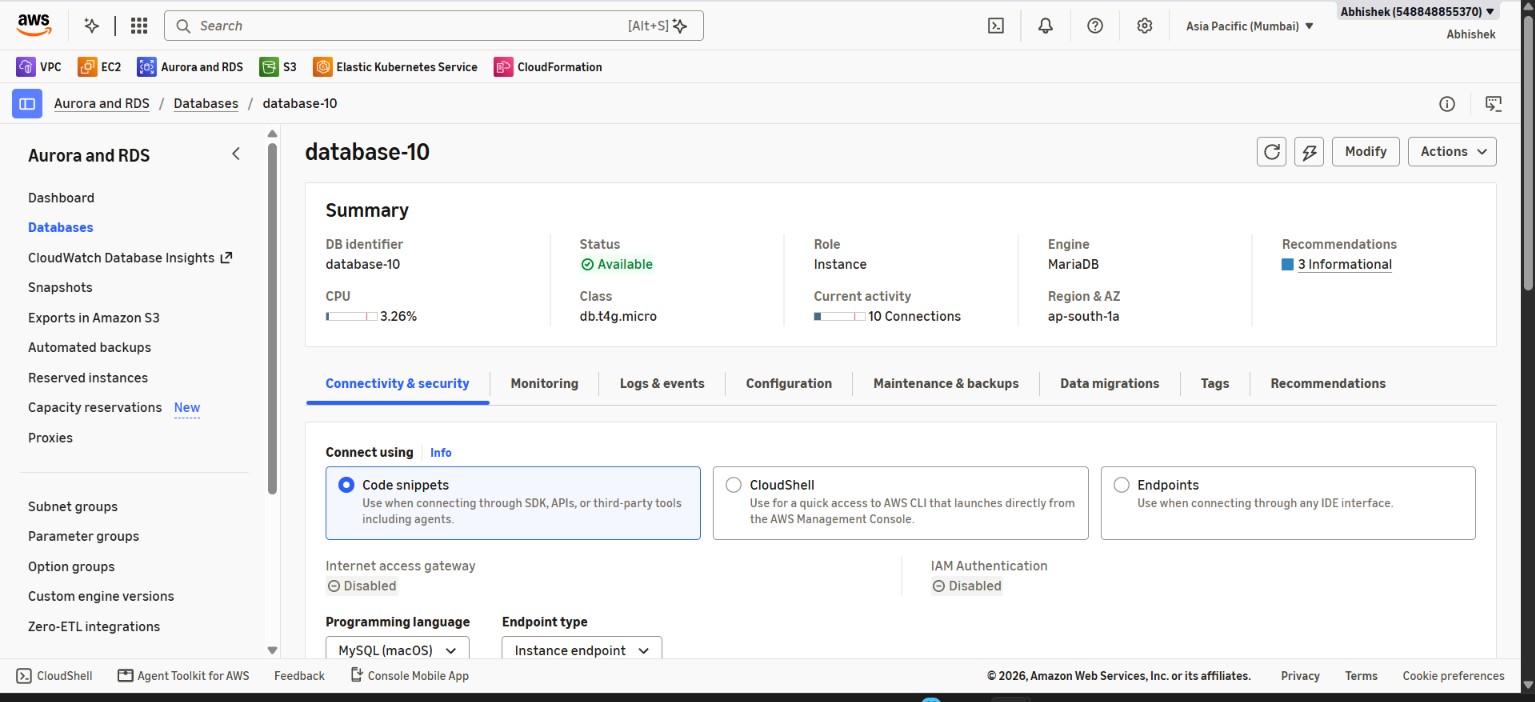 aws
Search [Alt+S]
Asia Pacific (Mumbai) Abhishek (548848855370)
Abhishek
VPC EC2 Aurora and RDS S3 Elastic Kubernetes Service CloudFormation
Aurora and RDS / Databases / database-10
Aurora and RDS
Dashboard
Databases
CloudWatch Database Insights
Snapshots
Exports in Amazon S3
Automated backups
Reserved instances
Capacity reservations New
Proxies
Subnet groups
Parameter groups
Option groups
Custom engine versions
Zero-ETL integrations
database-10
Modify Actions
Summary
DB identifier Status Role Engine Recommendations
database-10 Available Instance MariaDB 3 Informational
CPU Class Current activity Region & AZ
3.26% db.t4g.micro 10 Connections ap-south-1a
Connectivity & security Monitoring Logs & events Configuration Maintenance & backups Data migrations Tags Recommendations
Connect using Info
Code snippets
Use when connecting through SDK, APIs, or third-party tools
including agents.
CloudShell
Use for a quick access to AWS CLI that launches directly from
the AWS Management Console.
Endpoints
Use when connecting through any IDE interface.
Internet access gateway IAM Authentication
Disabled Disabled
Programming language Endpoint type
MySQL (macOS) Instance endpoint
CloudShell Agent Toolkit for AWS Feedback Console Mobile App © 2026, Amazon Web Services, Inc. or its affiliates. Privacy Terms Cookie preferences